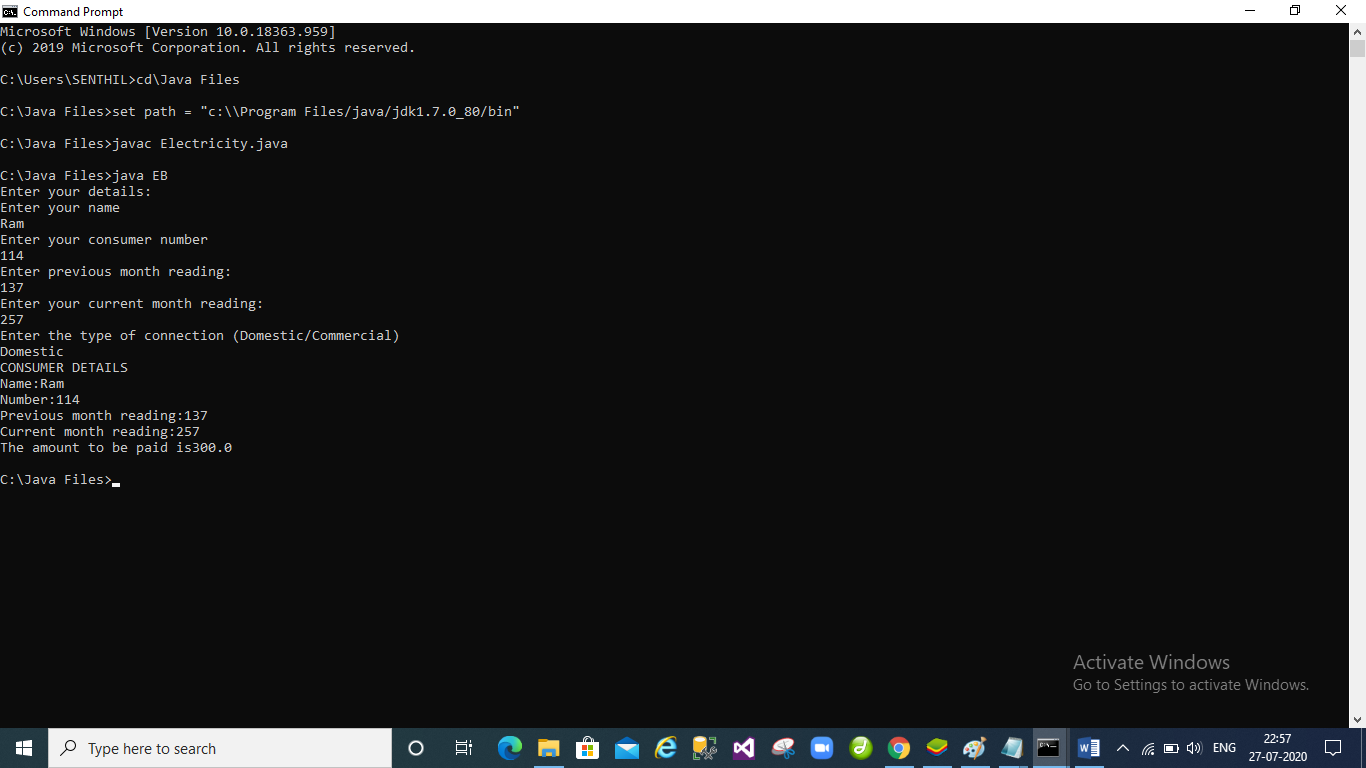 Command Prompt
Microsoft Windows [Version 10.0.18363.959]
(c) 2019 Microsoft Corporation. All rights reserved.
C:\Users\SENTHIL>cd\Java Files
C:\Java Files>set path = "c:\\Program Files/java/jdk1.7.0_80/bin"
C:\Java Files>javac Electricity.java
C:\Java Files>java EB
Enter your details:
Enter your name
Ram
Enter your consumer number
114
Enter previous month reading:
137
Enter your current month reading:
257
Enter the type of connection (Domestic/Commercial)
Domestic
CONSUMER DETAILS
Name:Ram
Number:114
Previous month reading:137
Current month reading:257
The amount to be paid is300.0
C:\Java Files>
Activate Windows
Go to Settings to activate Windows.
Type here to search
ENG
22:57
27-07-2020